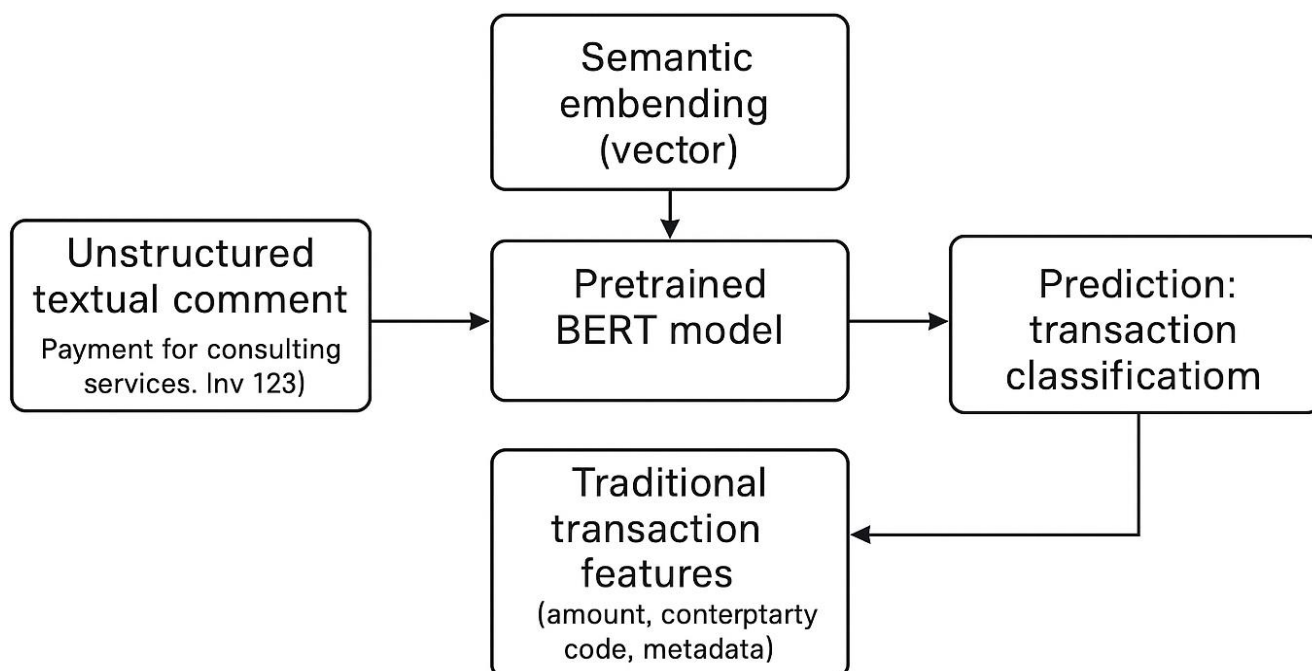 Semantic
embending
(vector)
Unstructured
textual comment
Payment for consulting
services. Inv 123)
Pretrained
BERT model
Prediction:
transaction
classificatiom
Traditional
transaction
features
(amount, conterptarty
code, metadata)